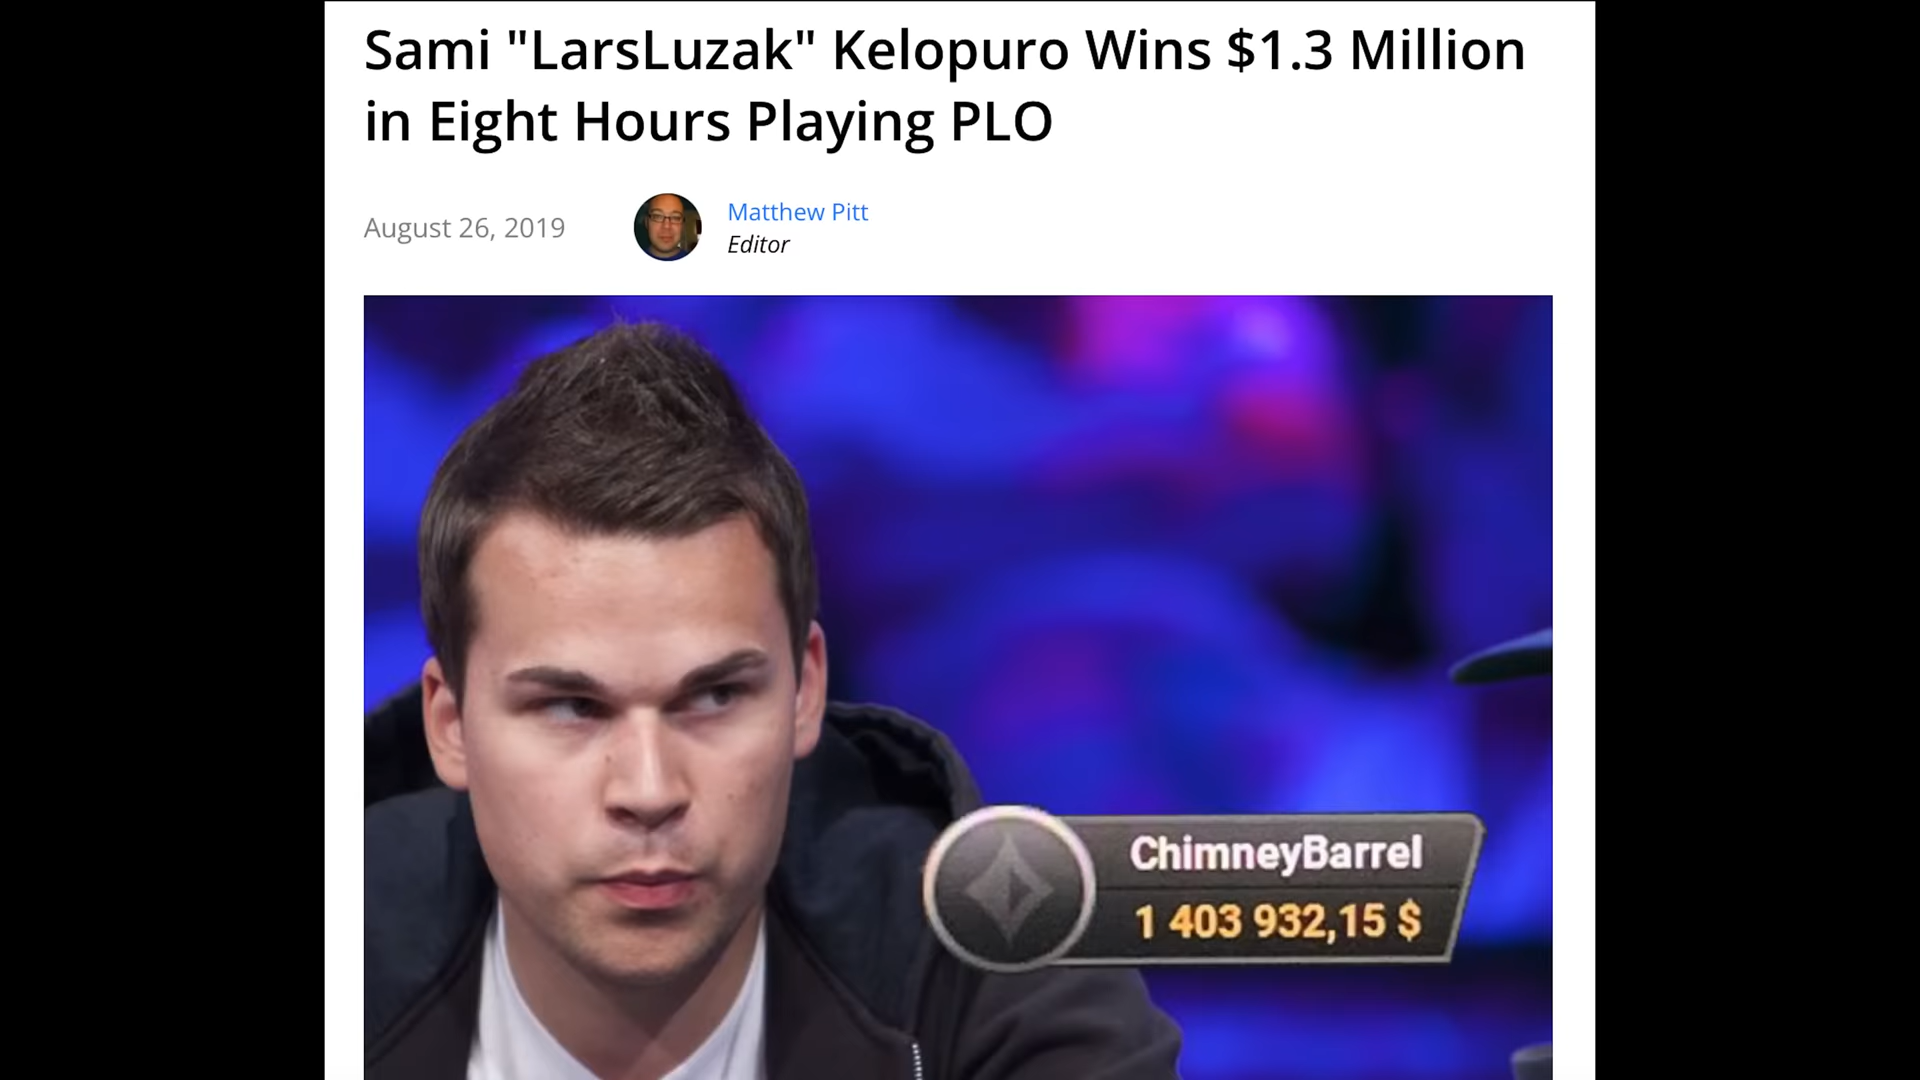 Sami "LarsLuzak" Kelopuro Wins $1.3 Million
in Eight Hours Playing PLO
August 26, 2019
Matthew Pitt
Editor
ChimneyBarrel
1 403 932,15 $